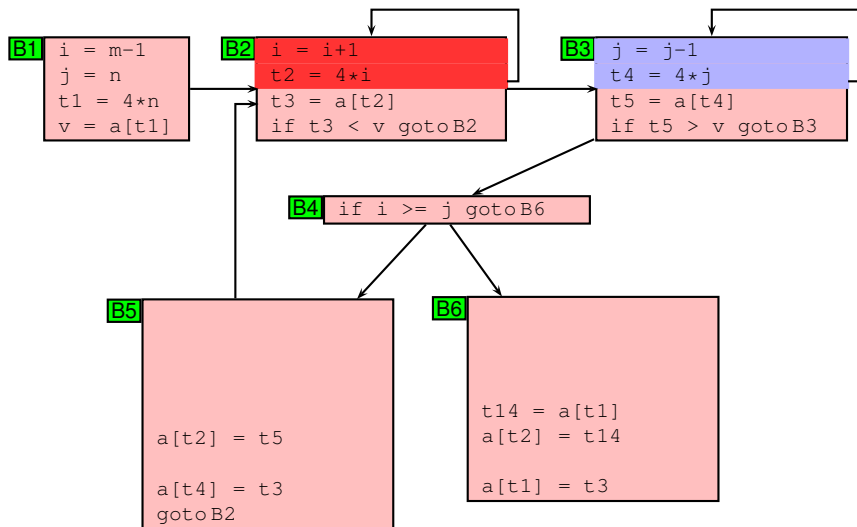 B1
i = m-1
j = n
t1 = 4*n
v = a[t1]
B2
i = i+1
t2 = 4*i
t3 = a[t2]
if t3 < v goto B2
B3
j = j-1
t4 = 4*j
t5 = a[t4]
if t5 > v goto B3
B4
if i >= j goto B6
B5
a[t2] = t5
a[t4] = t3
goto B2
B6
t14 = a[t1]
a[t2] = t14
a[t1] = t3